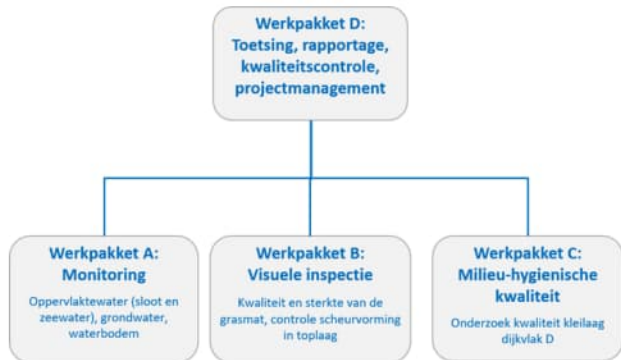 Werkpakket D:
Toetsing, rapportage,
kwaliteitscontrole,
projectmanagement
Werkpakket A:
Monitoring
Oppervlaktewater (sloot en
zeewater), grondwater,
waterbodem
Werkpakket B:
Visuele inspectie
Kwaliteit en sterkte van de
grasmat, controle scheurvorming
in toplaag
Werkpakket C:
Milieu-hygienische
kwaliteit
Onderzoek kwaliteit kleilaag
dijkvlak D